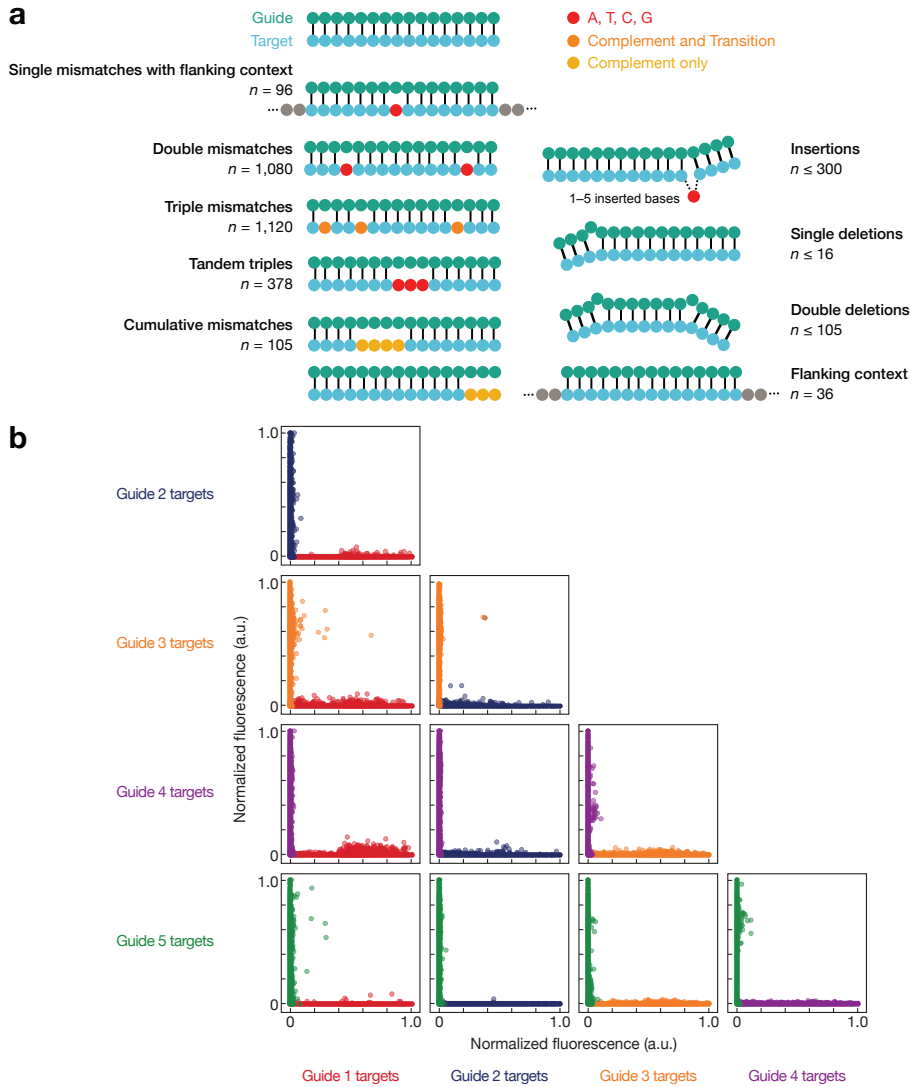 a
Guide
Target
A, T, C, G
Complement and Transition
Complement only
Single mismatches with flanking context
n = 96
... ...
Double mismatches
n = 1,080
Triple mismatches
n = 1,120
Tandem triples
n = 378
Cumulative mismatches
n = 105
1–5 inserted bases
Insertions
n ≤ 300
Single deletions
n ≤ 16
Double deletions
n ≤ 105
... ...
Flanking context
n = 36
b
Guide 2 targets
1.0
0
Guide 3 targets
1.0
0
Guide 4 targets
1.0
0
Guide 5 targets
1.0
0
Normalized fluorescence (a.u.)
0 1.0 0 1.0 0 1.0 0 1.0
Normalized fluorescence (a.u.)
Guide 1 targets Guide 2 targets Guide 3 targets Guide 4 targets